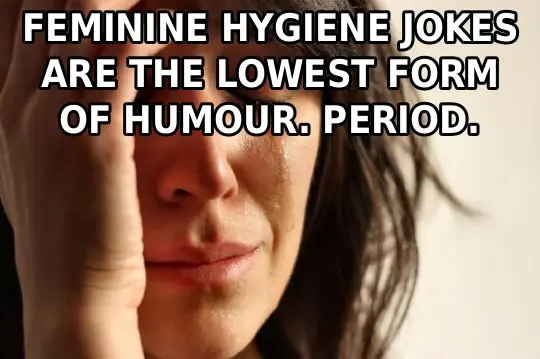 FEMININE HYGIENE JOKES
ARE THE LOWEST FORM
OF HUMOUR. PERIOD.